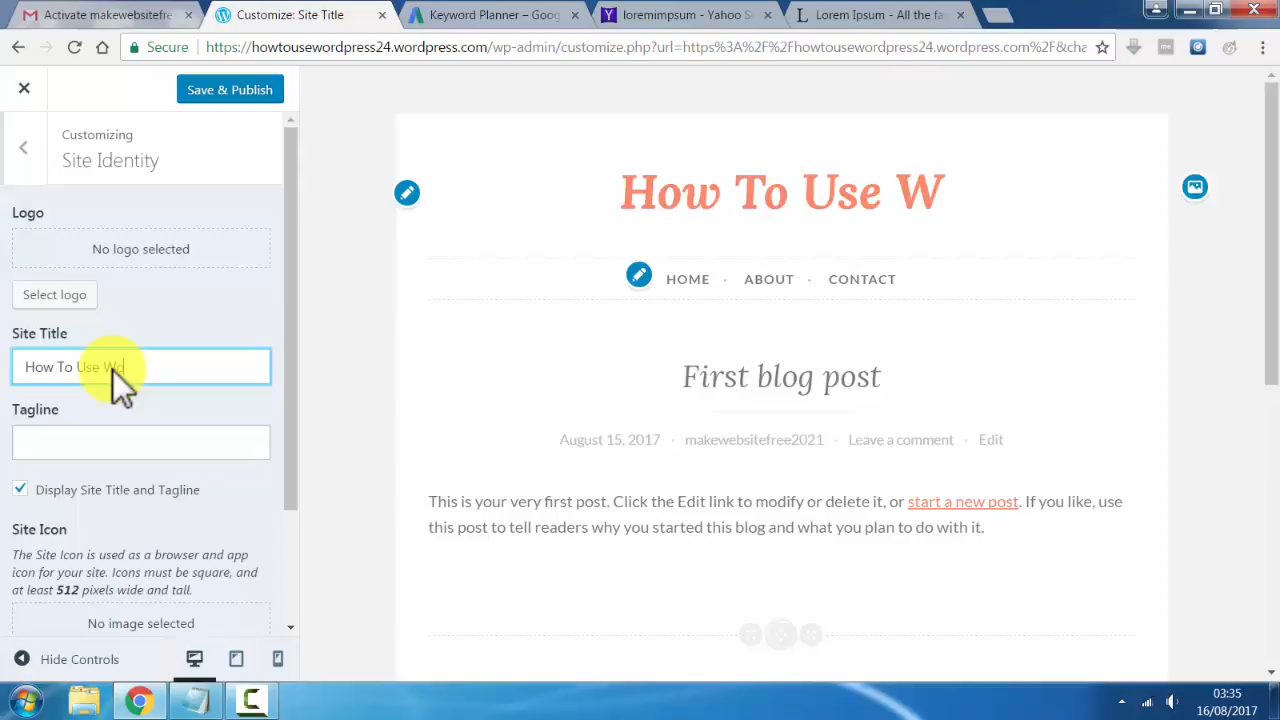 Activate makewebsitefre
Customize: Site Title
Keyword Planner – Goog
loremimpsum - Yahoo S
Lorem Ipsum - All the fa
Secure
https://howtousewordpress24.wordpress.com/wp-admin/customize.php?url=https%3A%2F%2Fhowtousewordpress24.wordpress.com%2F&cha
Save & Publish
Customizing
Site Identity
Logo
No logo selected
Select logo
Site Title
How To Use Wo
Tagline
Display Site Title and Tagline
Site Icon
The Site Icon is used as a browser and app
icon for your site. Icons must be square, and
at least 512 pixels wide and tall.
No image selected
Hide Controls
How To Use W
HOME · ABOUT · CONTACT
First blog post
August 15, 2017 · makewebsitefree2021 · Leave a comment · Edit
This is your very first post. Click the Edit link to modify or delete it, or start a new post. If you like, use
this post to tell readers why you started this blog and what you plan to do with it.
03:35
16/08/2017